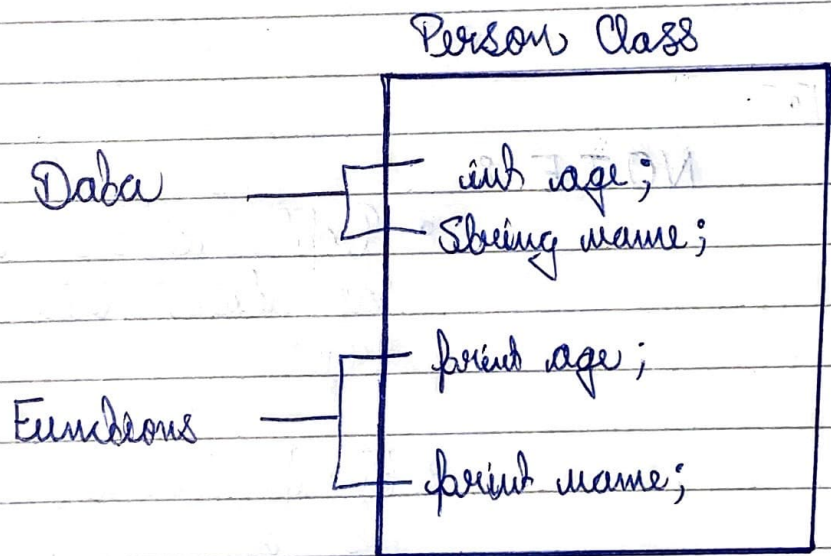 Person Class
Data
int age;
String name;
print age;
Functions
print name;